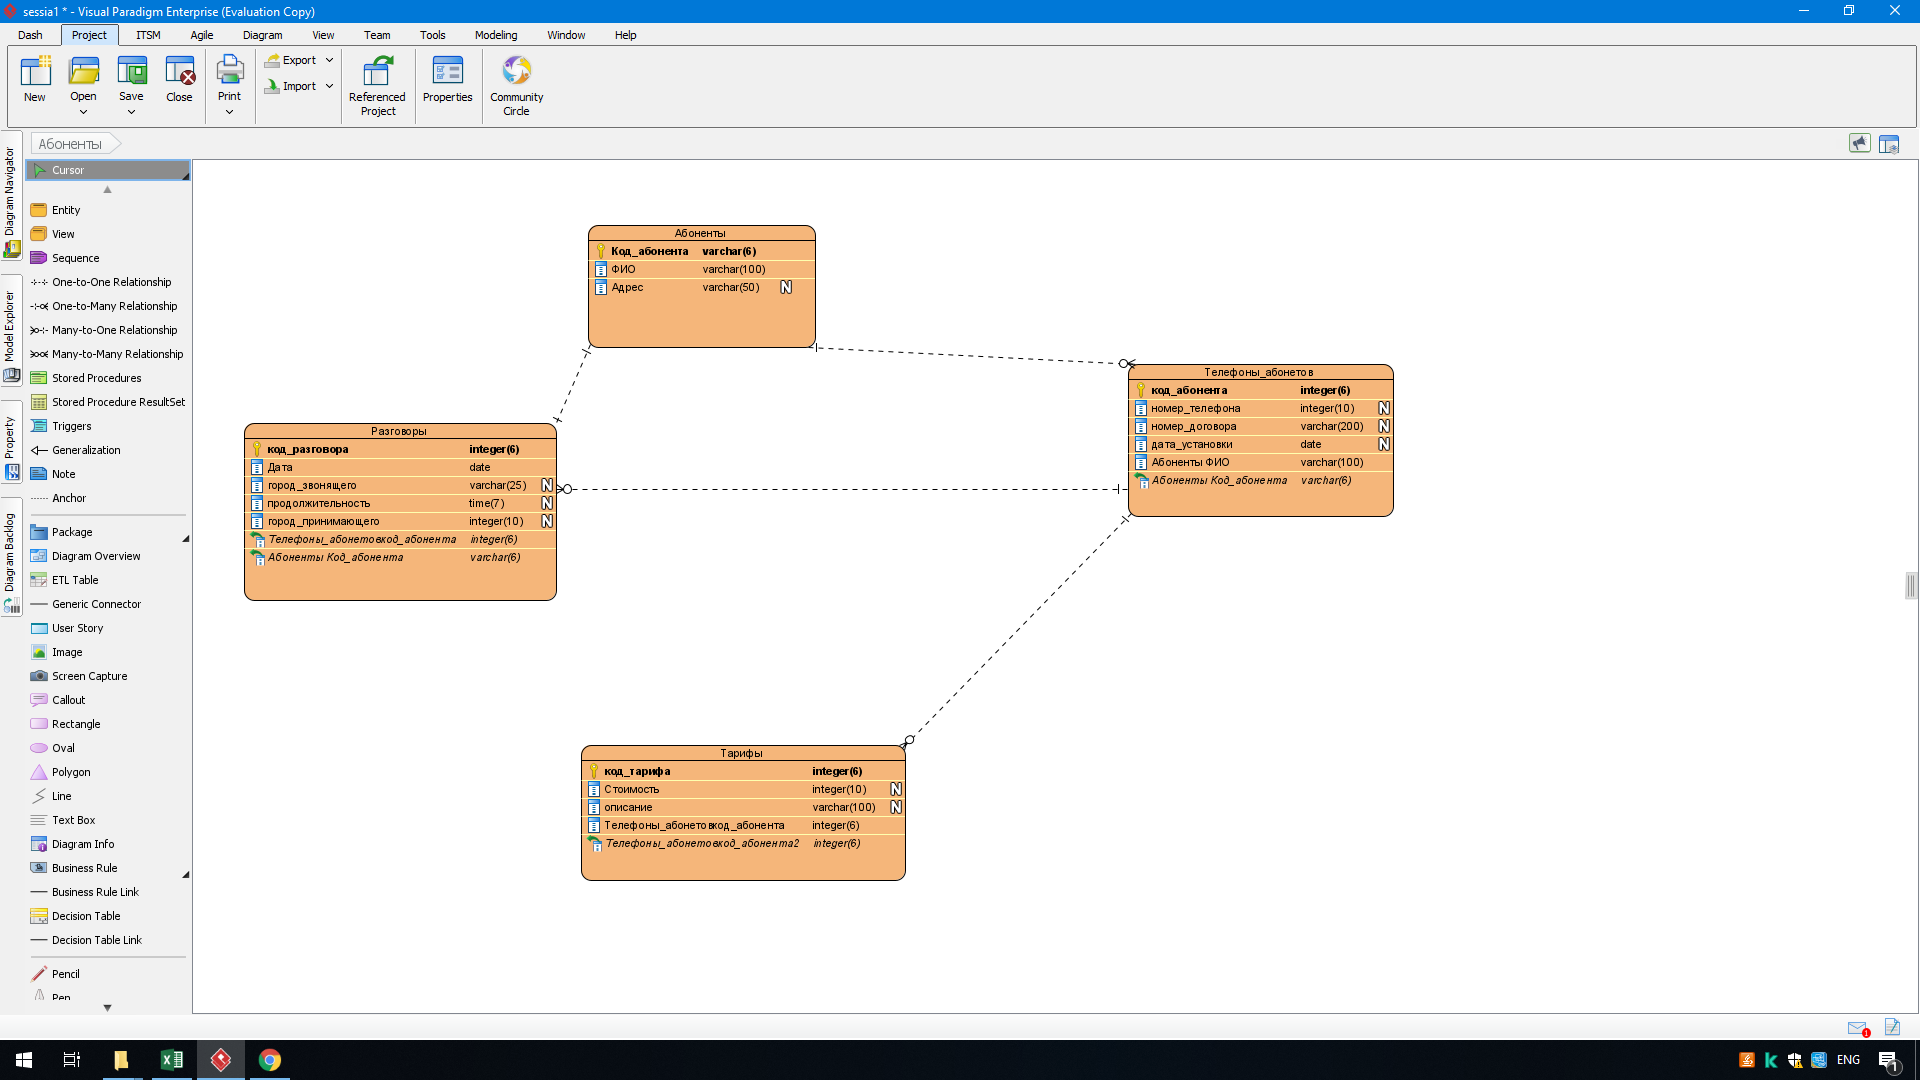 sessia1 * - Visual Paradigm Enterprise (Evaluation Copy)
Dash Project ITSM Agile Diagram View Team Tools Modeling Window Help
New Open Save Close Print Export Import Referenced Project Properties Community Circle
Абоненты
Diagram Navigator
Model Explorer
Property
Diagram Backlog
Cursor
Entity
View
Sequence
One-to-One Relationship
One-to-Many Relationship
Many-to-One Relationship
Many-to-Many Relationship
Stored Procedures
Stored Procedure ResultSet
Triggers
Generalization
Note
Anchor
Package
Diagram Overview
ETL Table
Generic Connector
User Story
Image
Screen Capture
Callout
Rectangle
Oval
Polygon
Line
Text Box
Diagram Info
Business Rule
Business Rule Link
Decision Table
Decision Table Link
Pencil
Pen
Абоненты
Код_абонента varchar(6)
ФИО varchar(100)
Адрес varchar(50) N
Телефоны_абонетов
код_абонента integer(6)
номер_телефона integer(10) N
номер_договора varchar(200) N
дата_установки date N
Абоненты ФИО varchar(100)
Абоненты Код_абонента varchar(6)
Разговоры
код_разговора integer(6)
Дата date
город_звонящего varchar(25) N
продолжительность time(7) N
город_принимающего integer(10) N
Телефоны_абонетовкод_абонента integer(6)
Абоненты Код_абонента varchar(6)
Тарифы
код_тарифа integer(6)
Стоимость integer(10) N
описание varchar(100) N
Телефоны_абонетовкод_абонента integer(6)
Телефоны_абонетовкод_абонента2 integer(6)
1
ENG
1